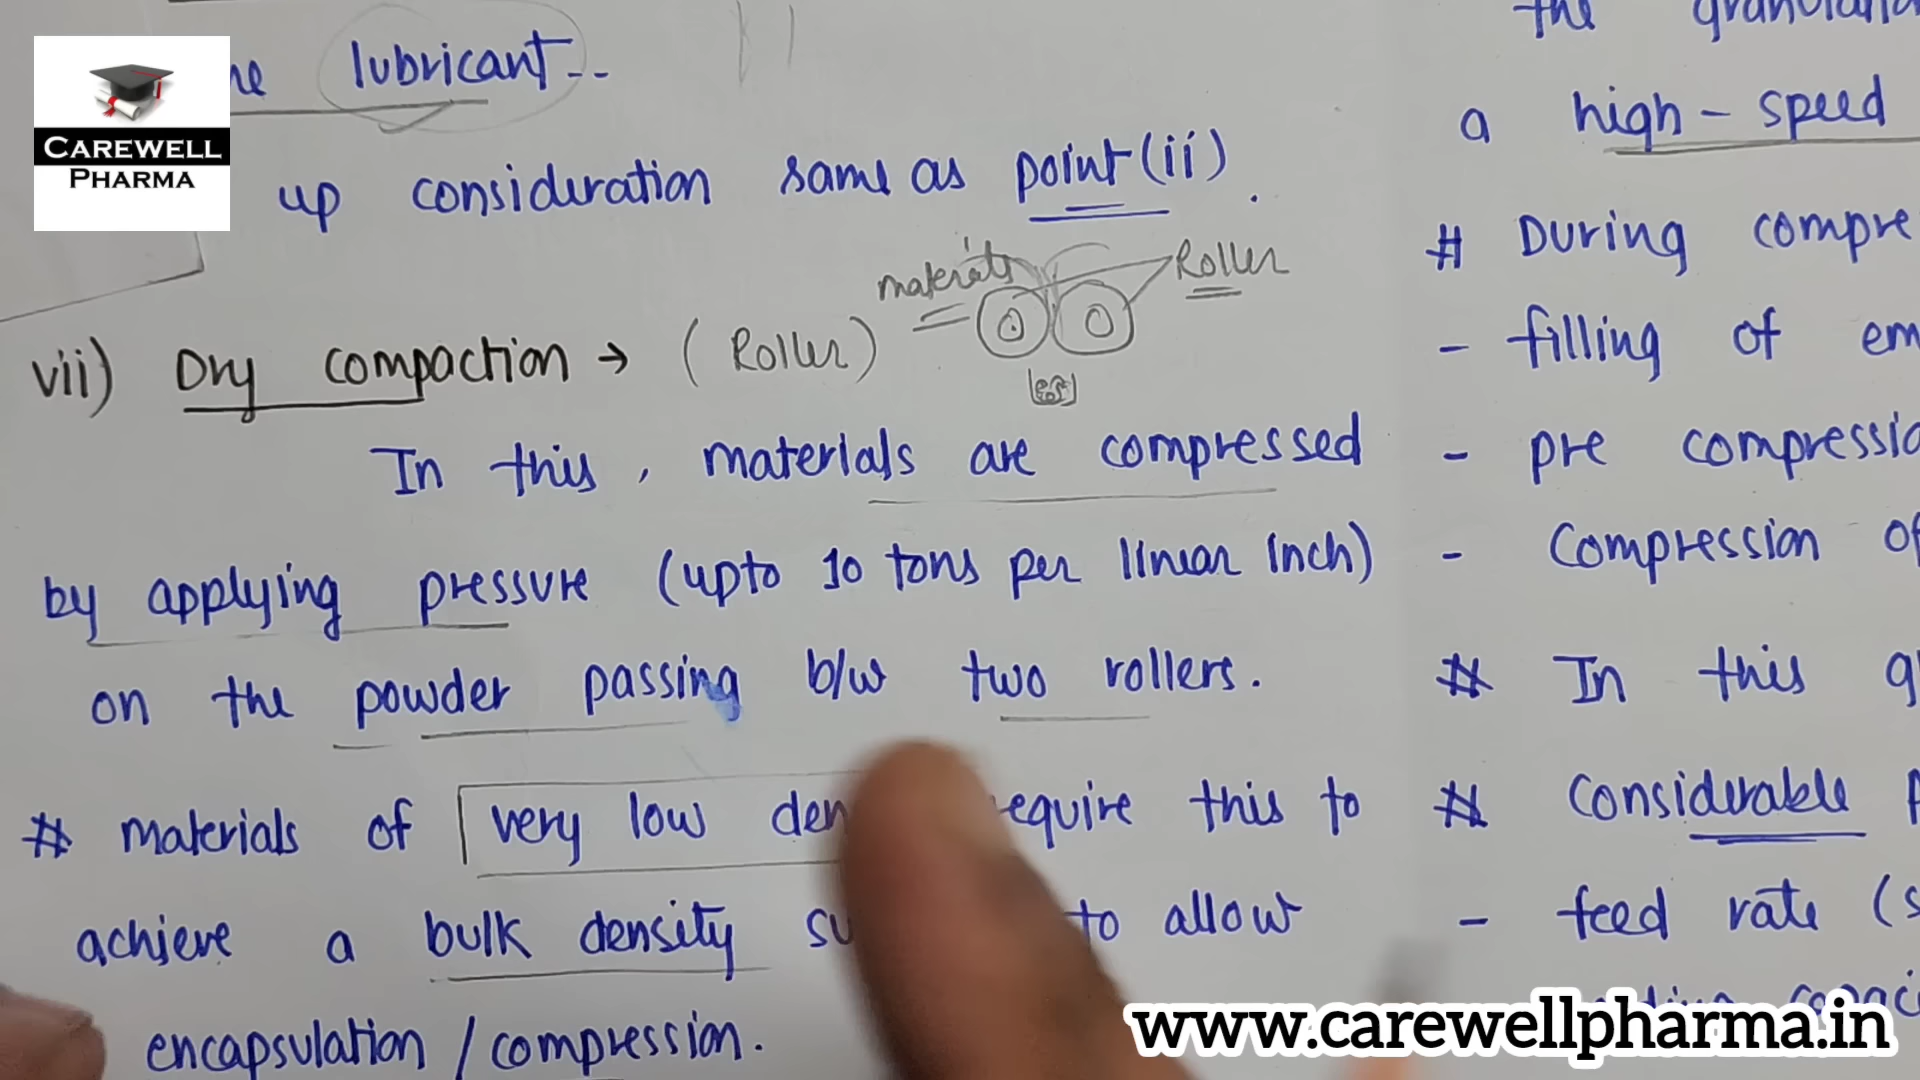 CAREWELL
PHARMA
lubricant--
up consideration same as point (ii).
materials
Roller
vii) Dry compaction → (Roller)
In this, materials are compressed
by applying pressure (upto 10 tons per linear inch)
on the powder passing b/w two rollers.
# materials of very low require this to
achieve a bulk density to allow
encapsulation / compression.
the
a high-speed
# During compre
- filling of em
- pre compressio
- Compression of
# In this
# Considerable
- feed rate (s
www.carewellpharma.in